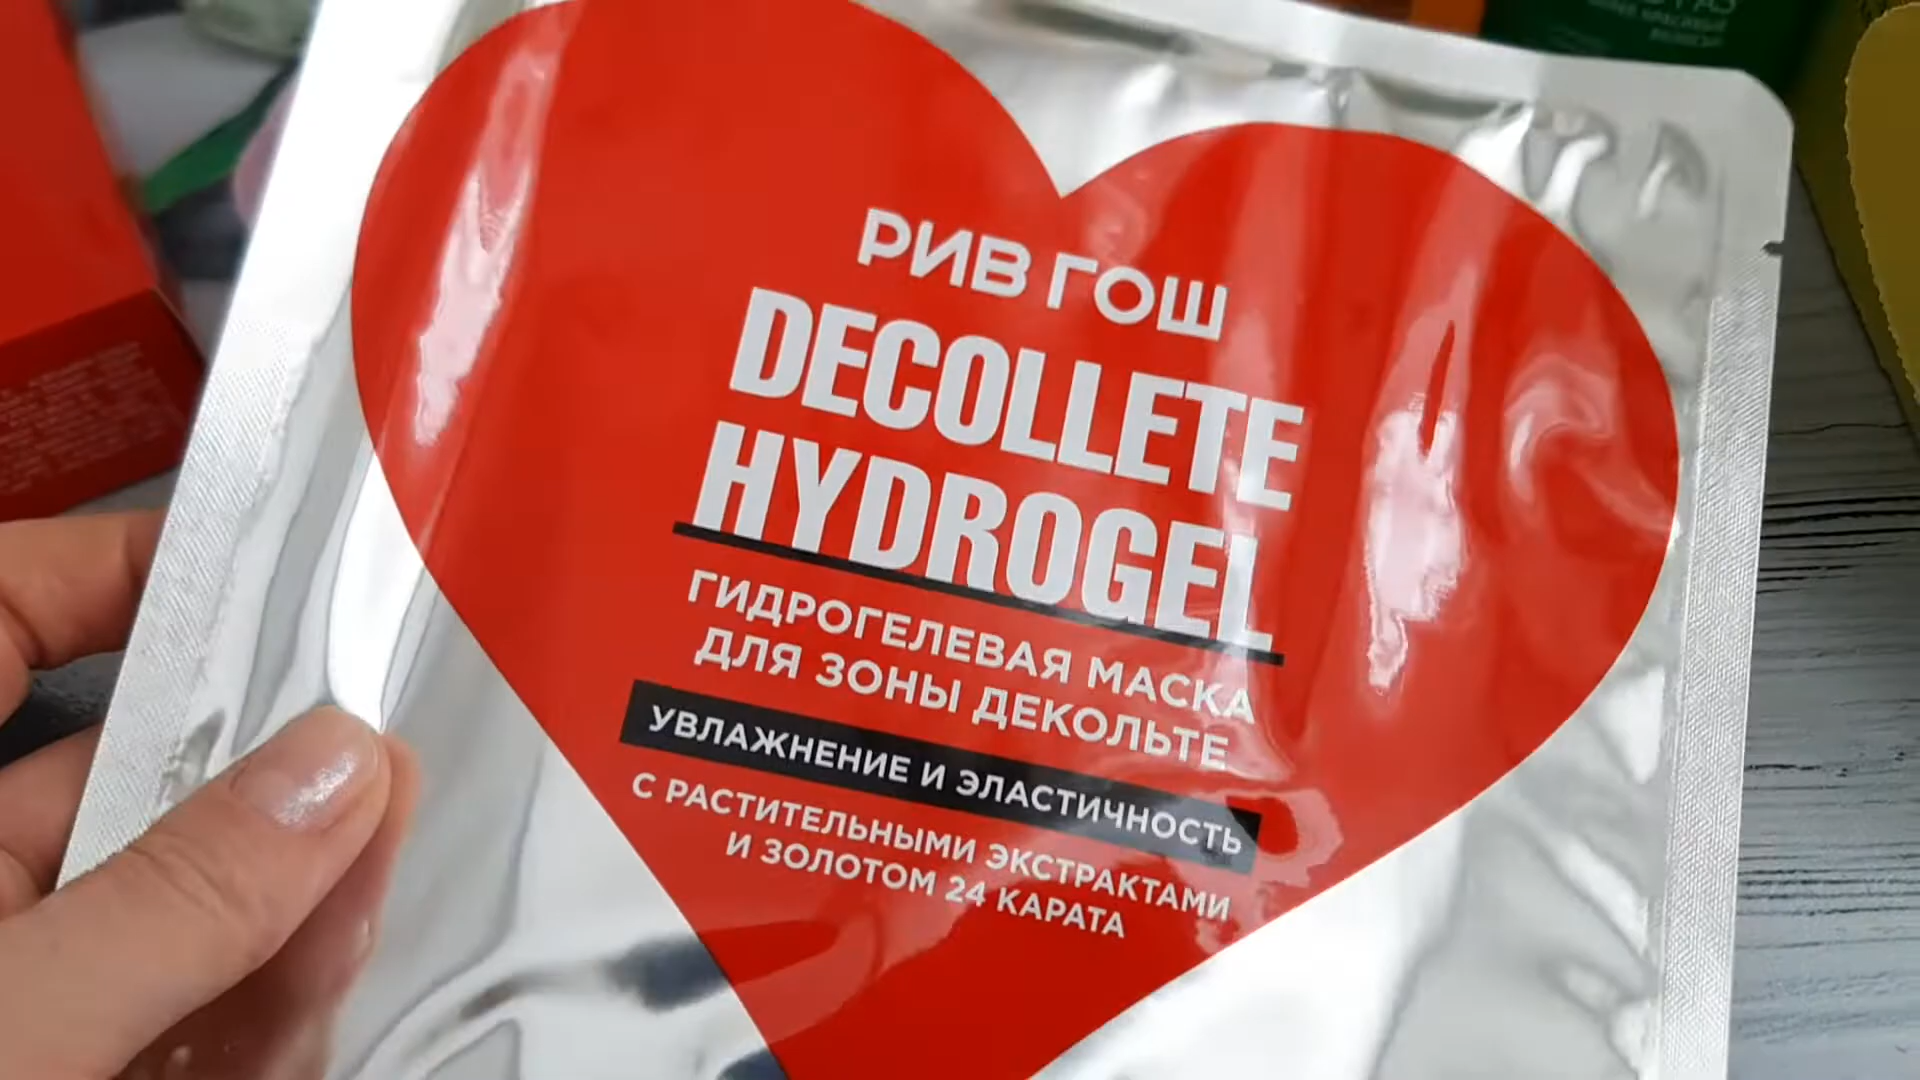 РИВ ГОШ
DECOLLETE
HYDROGEL
ГИДРОГЕЛЕВАЯ МАСКА
ДЛЯ ЗОНЫ ДЕКОЛЬТЕ
УВЛАЖНЕНИЕ И ЭЛАСТИЧНОСТЬ
С РАСТИТЕЛЬНЫМИ ЭКСТРАКТАМИ
И ЗОЛОТОМ 24 КАРАТА